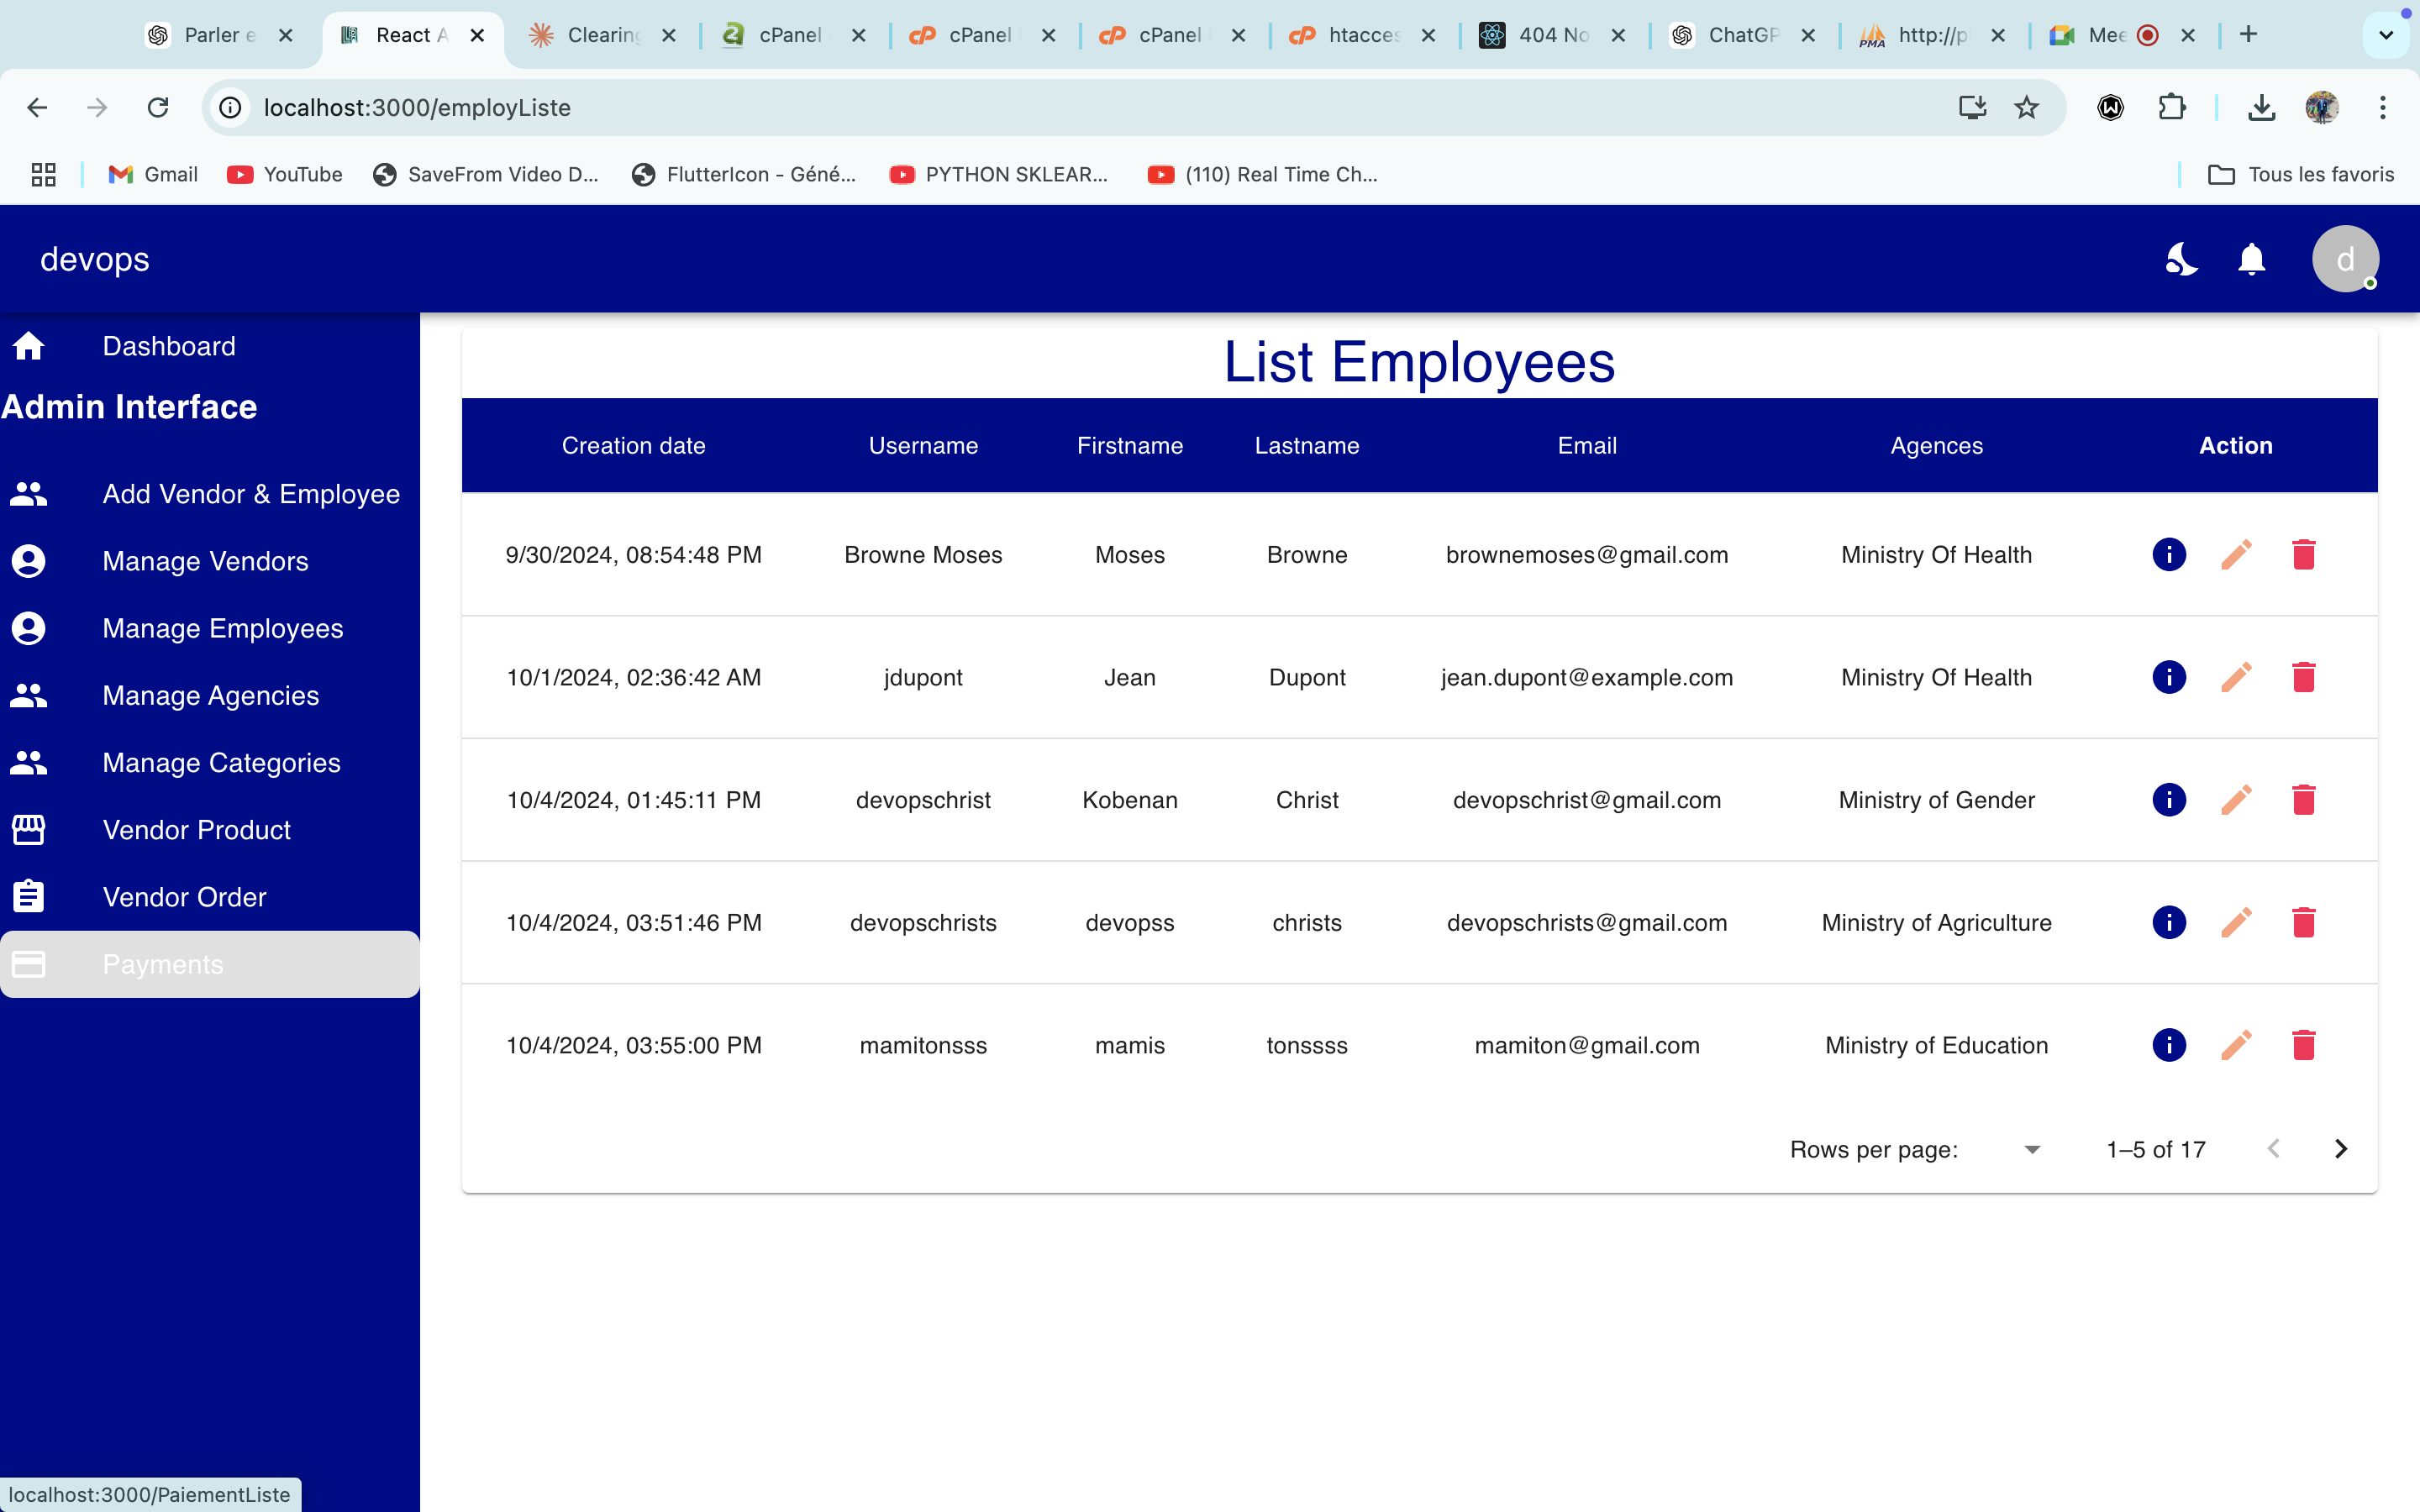 Parler e
React A
Clearing
cPanel
cPanel
cPanel
htacces
404 No
ChatGP
http://p
Mee
localhost:3000/employListe
Gmail
YouTube
SaveFrom Video D...
FlutterIcon - Géné...
PYTHON SKLEAR...
(110) Real Time Ch...
Tous les favoris
devops
d
Dashboard
Admin Interface
Add Vendor & Employee
Manage Vendors
Manage Employees
Manage Agencies
Manage Categories
Vendor Product
Vendor Order
Payments
List Employees
Creation date Username Firstname Lastname Email Agences Action
9/30/2024, 08:54:48 PM Browne Moses Moses Browne brownemoses@gmail.com Ministry Of Health
10/1/2024, 02:36:42 AM jdupont Jean Dupont jean.dupont@example.com Ministry Of Health
10/4/2024, 01:45:11 PM devopschrist Kobenan Christ devopschrist@gmail.com Ministry of Gender
10/4/2024, 03:51:46 PM devopschrists devopss christs devopschrists@gmail.com Ministry of Agriculture
10/4/2024, 03:55:00 PM mamitonsss mamis tonssss mamiton@gmail.com Ministry of Education
Rows per page: 1–5 of 17
localhost:3000/PaiementListe